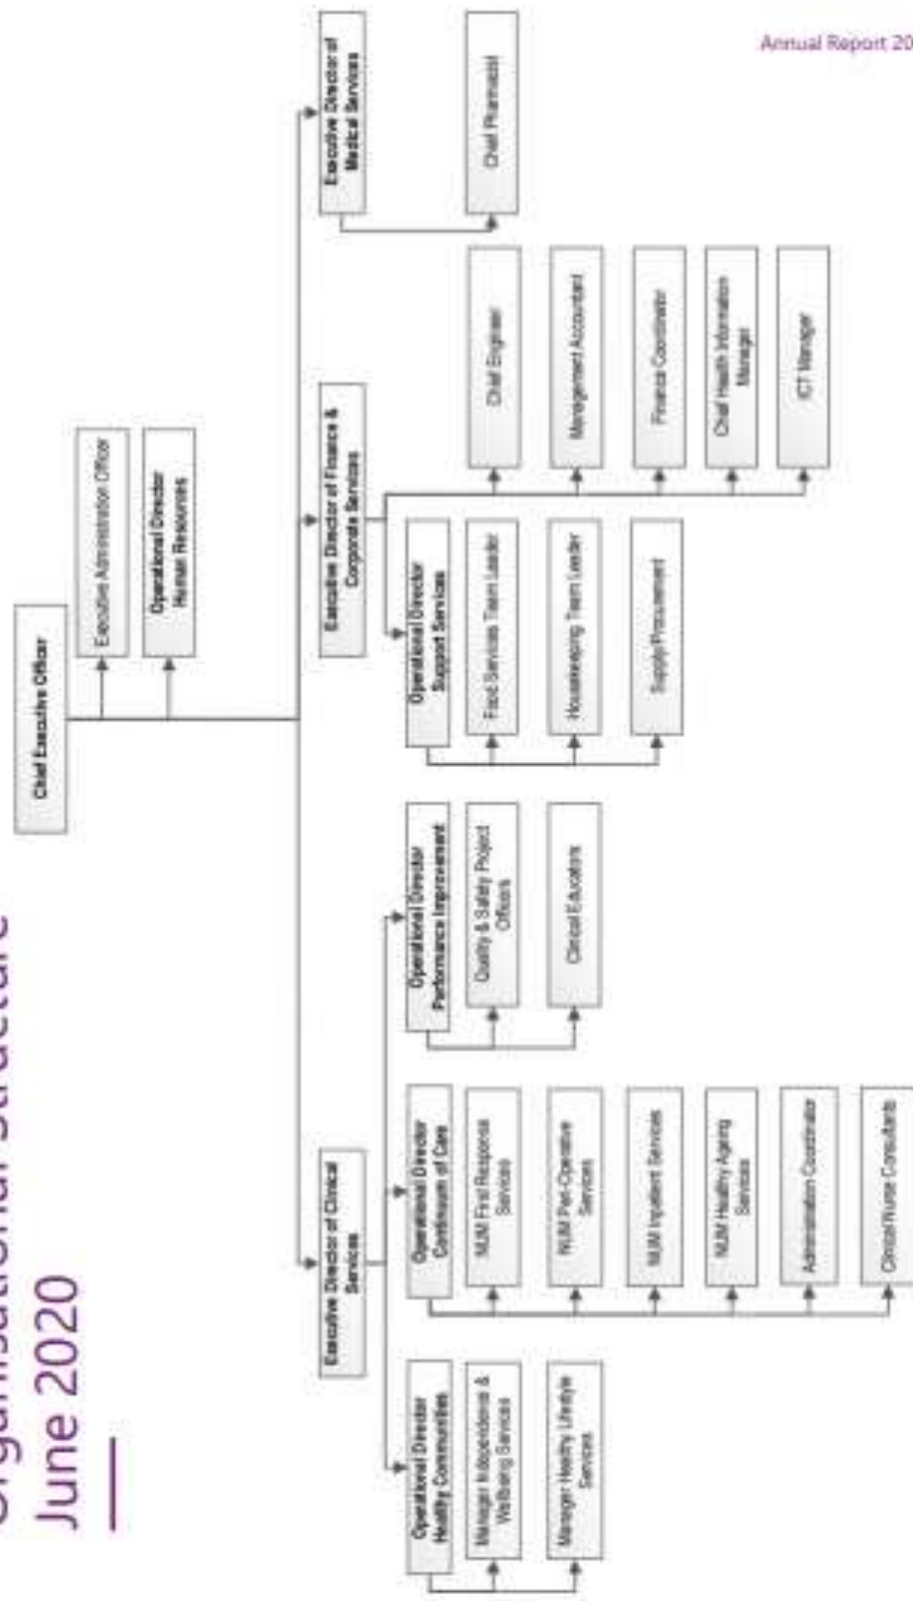 Organisational Structure
June 2020
Chief Executive Officer
Executive Administration Officer
Operational Director
Human Resources
Executive Director of Clinical
Services
Executive Director of Finance &
Corporate Services
Executive Director of
Medical Services
Operational Director
Healthy Communities
Operational Director
Continuum of Care
Operational Director
Performance Improvement
Operational Director
Support Services
Manager Independence &
Wellbeing Services
Manager Healthy Lifestyle
Services
NUM First Response
Services
NUM Peri-Operative
Services
NUM Inpatient Services
NUM Healthy Ageing
Services
Administration Coordinator
Clinical Nurse Consultants
Quality & Safety Project
Officers
Clinical Educators
Food Services Team Leader
Housekeeping Team Leader
Supply/Procurement
Chief Engineer
Management Accountant
Finance Coordinator
Chief Health Information
Manager
ICT Manager
Chief Pharmacist
Annual Report 20